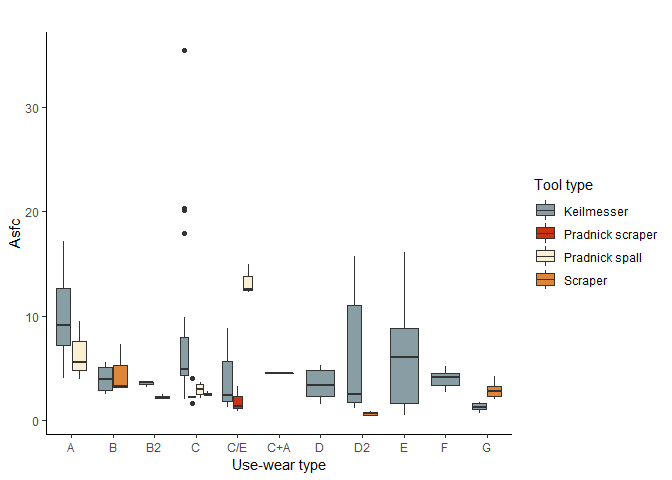 Asfc
30
20
10
0
A B B2 C C/E C+A D D2 E F G
Use-wear type
Tool type
Keilmesser
Pradnick scraper
Pradnick spall
Scraper